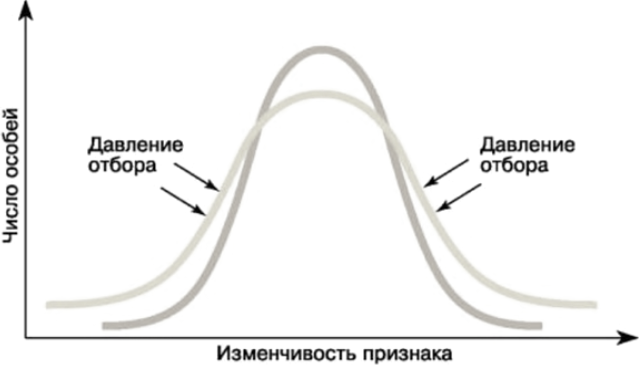 Число особей
Давление
отбора
Давление
отбора
Изменчивость признака